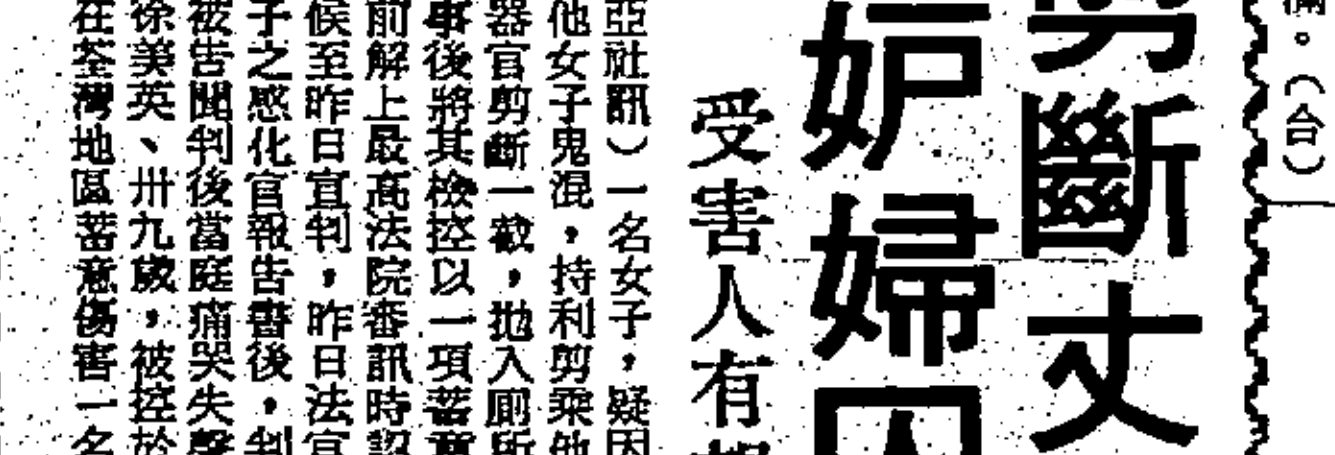 欄。（合）
剪斷丈
妒婦囚
受害人有
亞社訊）一名女子，疑因
他女子鬼混，持利剪乘他
器官剪斷一截，拋入廁所
事後將其檢控以一項蓄意
前解上最高法院審訊時認
候至昨日宣判，昨日法官
子之感化官報告書後，判
被告聞判後當庭痛哭失聲
徐美英、卅九歲，被控於
在荃灣地區蓄意傷害一名